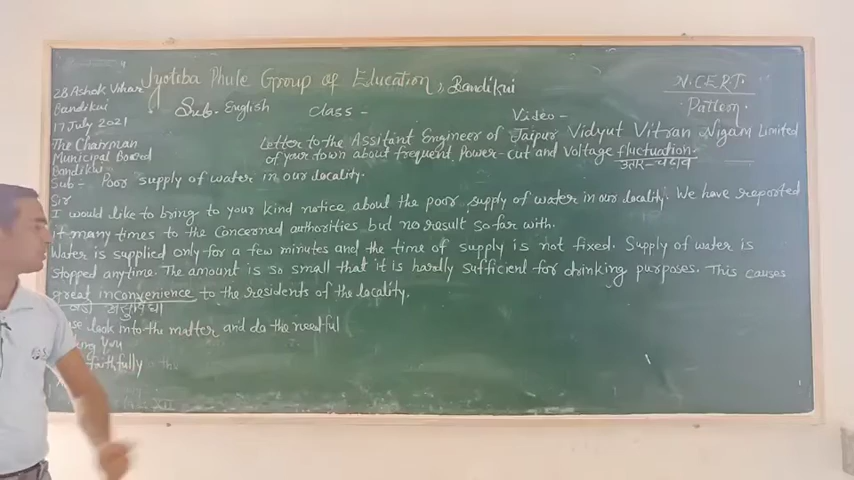 Jyoteba Phule Group of Education, Bandikui
N.CERT.
Pattern.
Sub. English Class - Video -
28 Ashok Vihar
Bandikui
17 July 2021
The Chairman
Municipal Boared
Bandikui
Letter to the Assitant Engineer of Jaipur Vidyut Vitran Nigam Limited
of your town about frequent Power-cut and Voltage fluctuation.
उतार-चढ़ाव
Sub - Poor supply of water in our locality.
Sir
I would like to bring to your kind notice about the poor supply of water in our locality. We have reported
it many times to the Concerned authorities but no result so far with.
Water is supplied only for a few minutes and the time of supply is not fixed. Supply of water is
stopped anytime. The amount is so small that it is hardly sufficient for drinking purposes. This causes
great inconvenience to the residents of the locality.
look into the matter and do the needful
You
faithfully